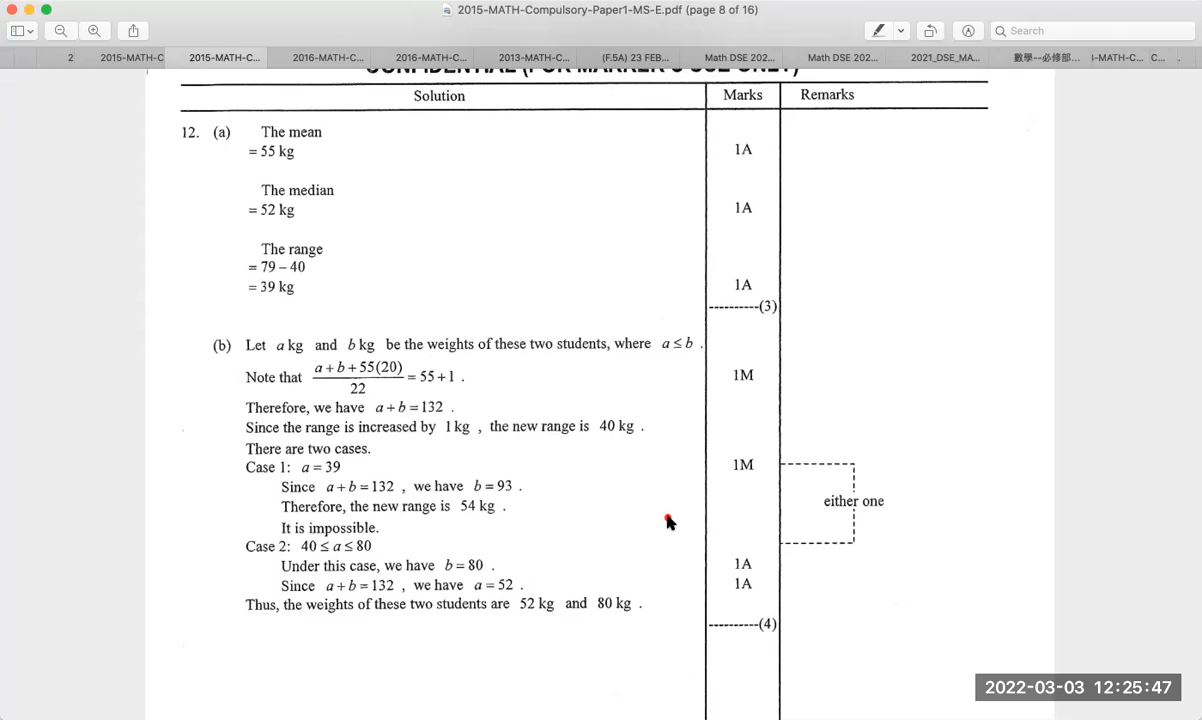 2015-MATH-Compulsory-Paper1-MS-E.pdf (page 8 of 16)
Search
2
2015-MATH-C
2015-MATH-C...
2016-MATH-C...
2016-MATH-C...
2013-MATH-C...
(F.5A) 23 FEB...
Math DSE 202...
Math DSE 202...
2021_DSE_MA...
數學--必修部...
I-MATH-C...
C...
Solution Marks Remarks
12. (a) The mean
= 55 kg 1A
The median
= 52 kg 1A
The range
= 79 – 40
= 39 kg 1A
----------(3)
(b) Let a kg and b kg be the weights of these two students, where a ≤ b .
Note that (a + b + 55(20))/22 = 55 + 1 . 1M
Therefore, we have a + b = 132 .
Since the range is increased by 1 kg , the new range is 40 kg .
There are two cases.
Case 1: a = 39 1M
Since a + b = 132 , we have b = 93 .
Therefore, the new range is 54 kg . either one
It is impossible.
Case 2: 40 ≤ a ≤ 80
Under this case, we have b = 80 . 1A
Since a + b = 132 , we have a = 52 . 1A
Thus, the weights of these two students are 52 kg and 80 kg .
----------(4)
2022-03-03 12:25:47